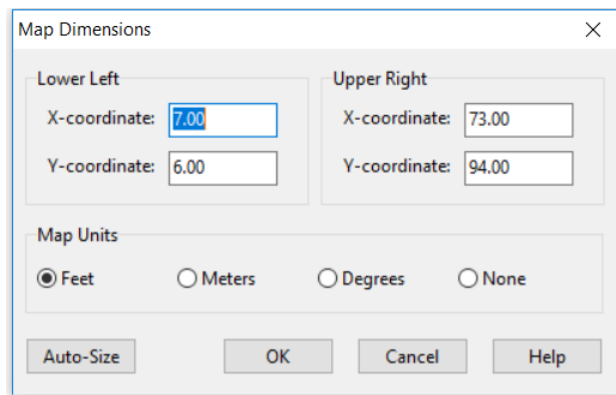 Map Dimensions
Lower Left
X-coordinate: 7.00
Y-coordinate: 6.00
Upper Right
X-coordinate: 73.00
Y-coordinate: 94.00
Map Units
Feet Meters Degrees None
Auto-Size OK Cancel Help